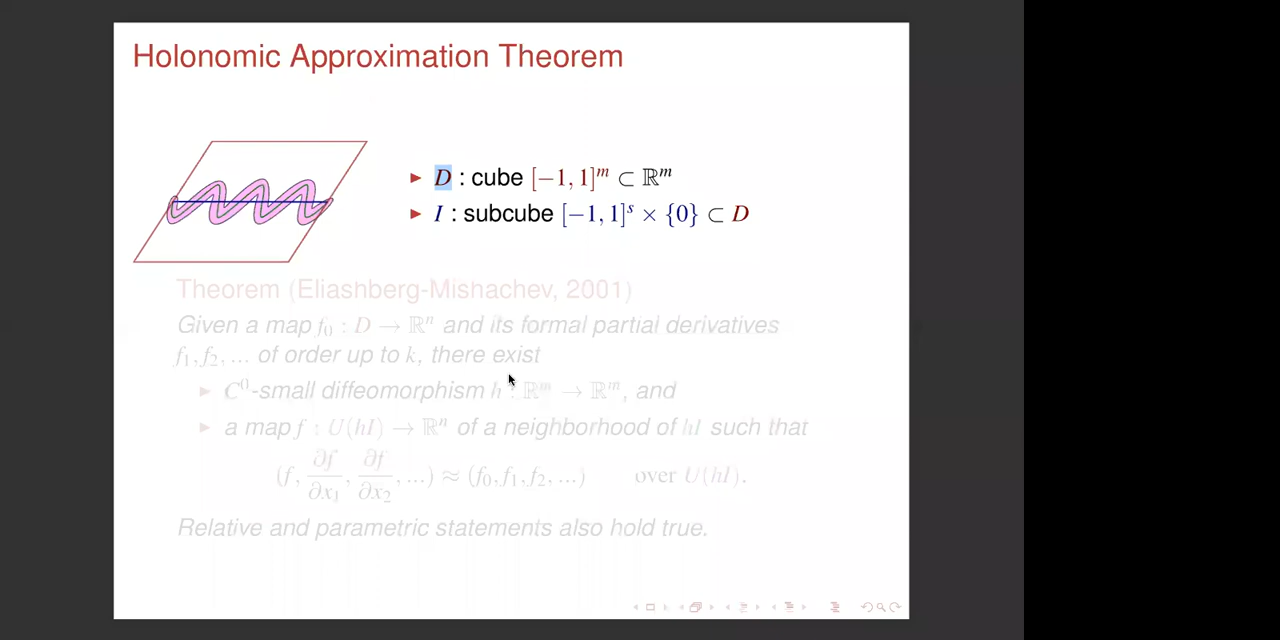 Holonomic Approximation Theorem
► D : cube [−1, 1]ᵐ ⊂ ℝᵐ
► I : subcube [−1, 1]ˢ × {0} ⊂ D
Theorem (Eliashberg-Mishachev, 2001)
Given a map f₀ : D → ℝⁿ and its formal partial derivatives
f₁, f₂, ... of order up to k, there exist
► C⁰-small diffeomorphism h : ℝᵐ → ℝᵐ, and
► a map f : U(hI) → ℝⁿ of a neighborhood of hI such that
(f, ∂f/∂x₁, ∂f/∂x₂, ...) ≈ (f₀, f₁, f₂, ...) over U(hI).
Relative and parametric statements also hold true.